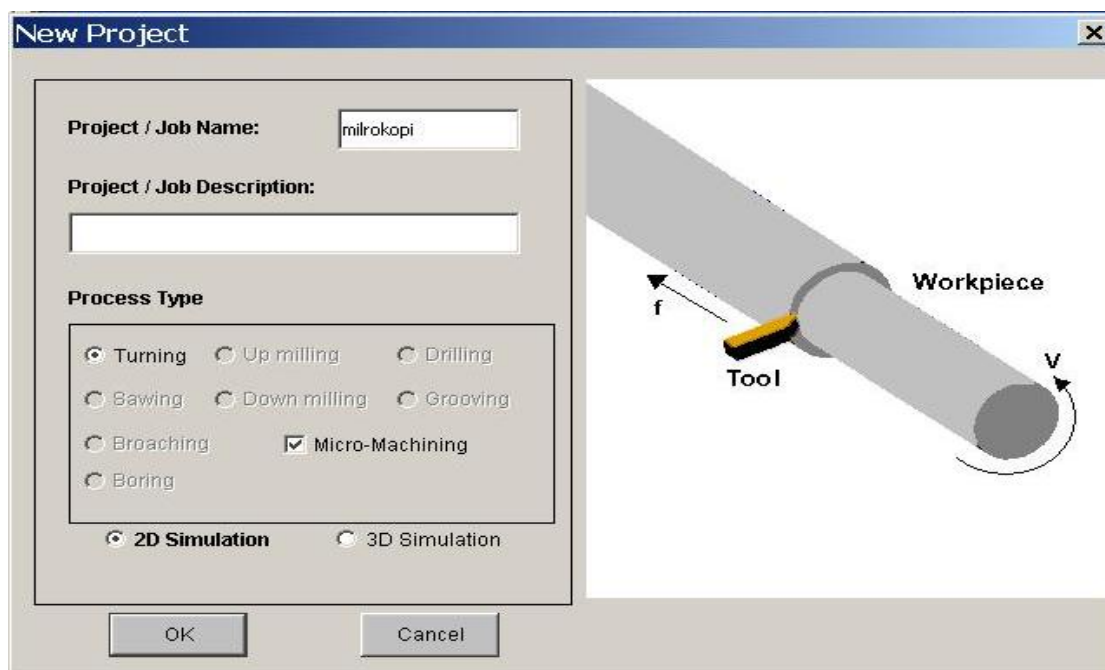 New Project
Project / Job Name: milrokopi
Project / Job Description:
Process Type
Turning Up milling Drilling
Sawing Down milling Grooving
Broaching Micro-Machining
Boring
2D Simulation 3D Simulation
OK Cancel
Workpiece
f
Tool
V